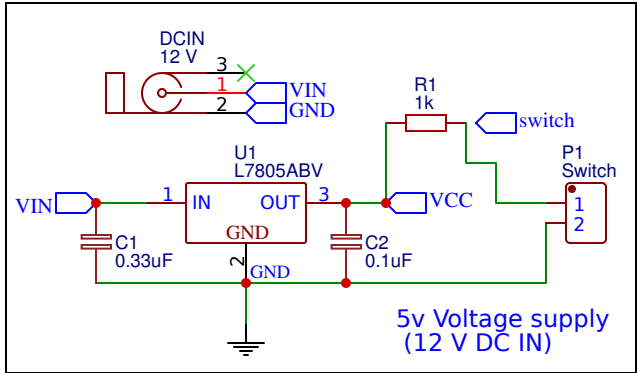 DCIN
12 V
3
1
VIN
2
GND
R1
1k
switch
P1
Switch
1
2
U1
L7805ABV
VIN
1
IN
OUT
3
VCC
GND
2
GND
C1
0.33uF
C2
0.1uF
5v Voltage supply
(12 V DC IN)